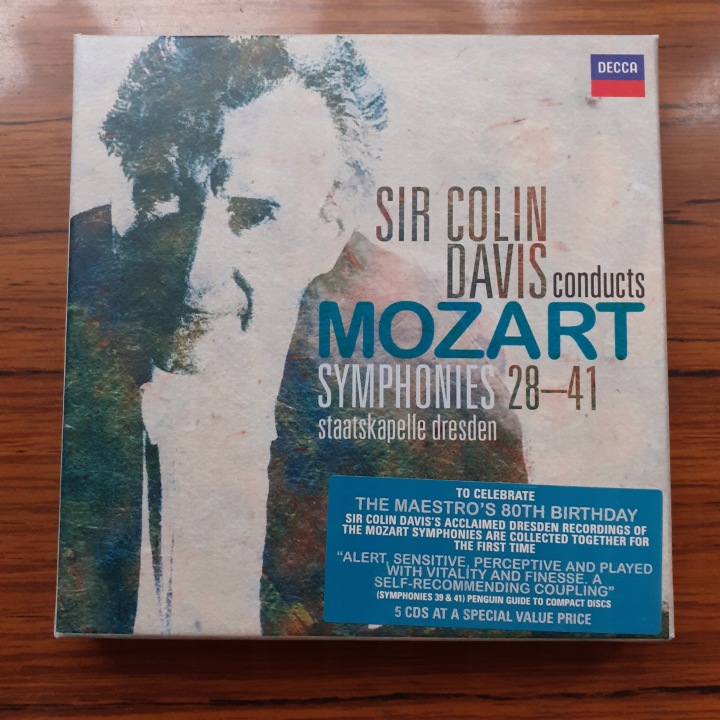 DECCA
SIR COLIN
DAVIS conducts
MOZART
SYMPHONIES 28–41
staatskapelle dresden
TO CELEBRATE
THE MAESTRO'S 80TH BIRTHDAY
SIR COLIN DAVIS'S ACCLAIMED DRESDEN RECORDINGS OF
THE MOZART SYMPHONIES ARE COLLECTED TOGETHER FOR
THE FIRST TIME
“ALERT, SENSITIVE, PERCEPTIVE AND PLAYED
WITH VITALITY AND FINESSE. A
SELF-RECOMMENDING COUPLING”
(SYMPHONIES 39 & 41) PENGUIN GUIDE TO COMPACT DISCS
5 CDS AT A SPECIAL VALUE PRICE